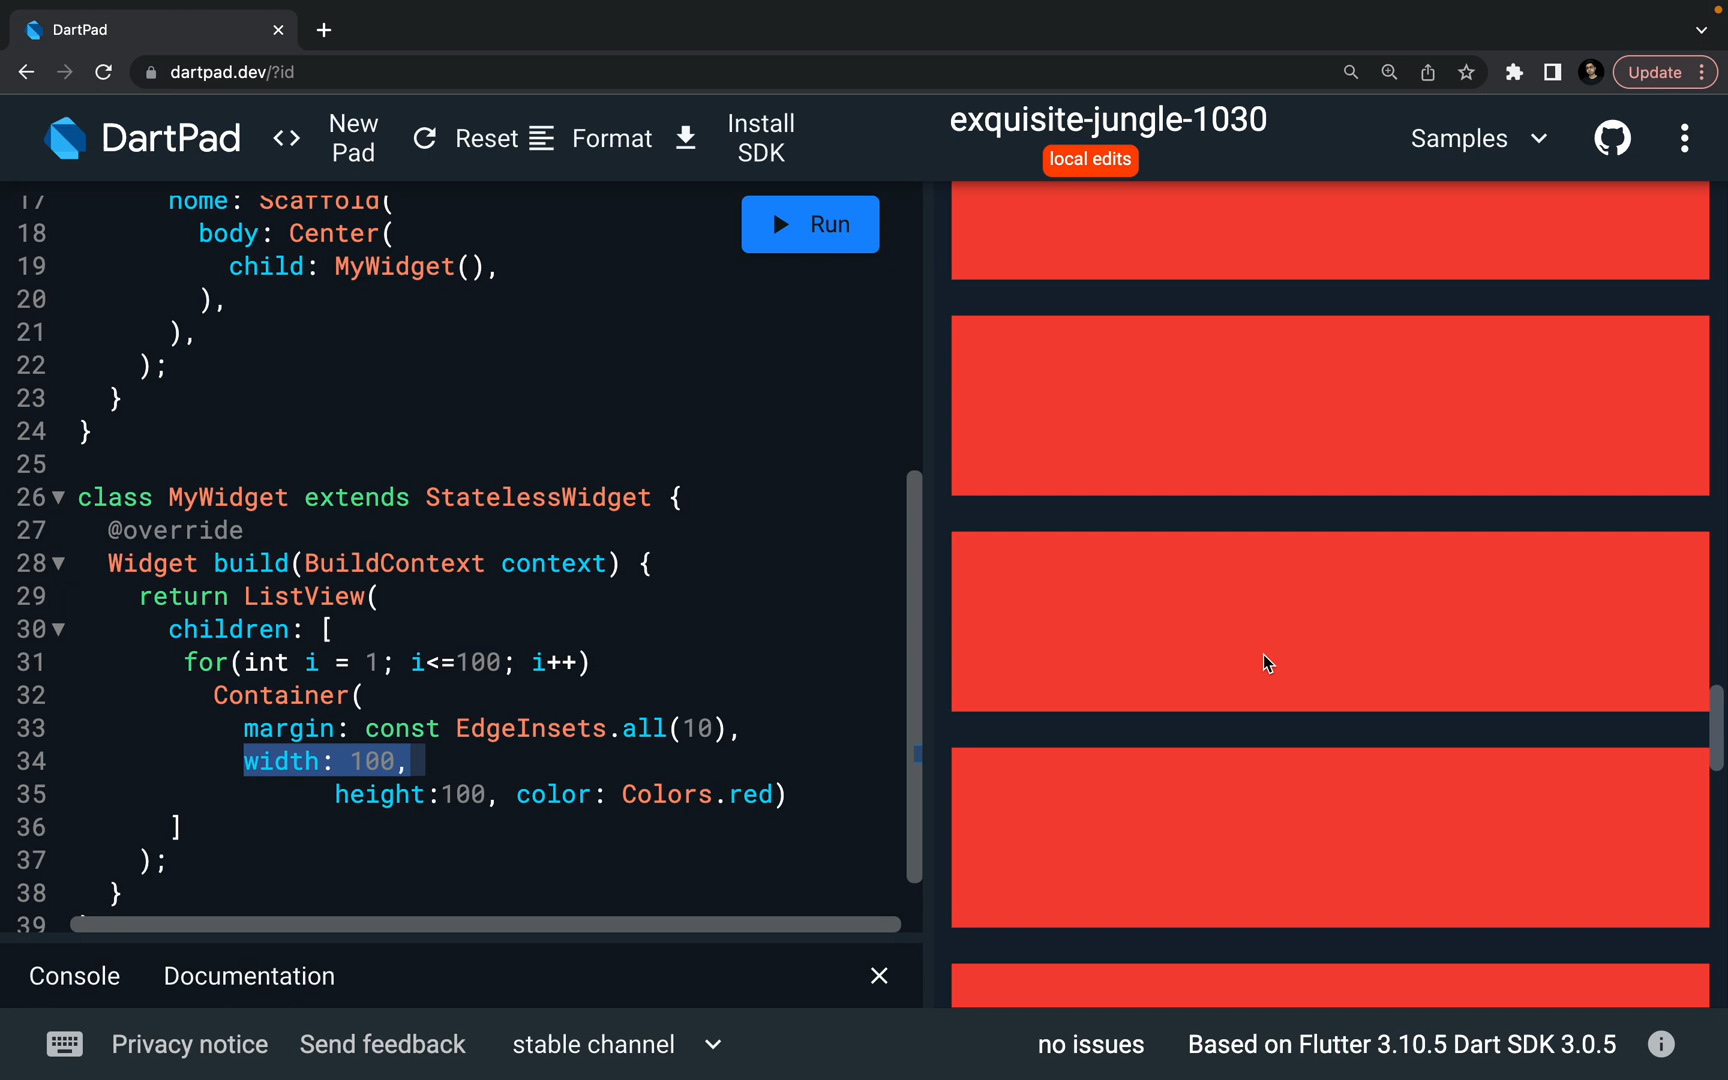 DartPad
dartpad.dev/?id
Update
DartPad
New Pad
Reset
Format
Install SDK
exquisite-jungle-1030
local edits
Samples
Run
17 home: Scaffold(
18 body: Center(
19 child: MyWidget(),
20 ),
21 ),
22 );
23 }
24 }
25
26 class MyWidget extends StatelessWidget {
27 @override
28 Widget build(BuildContext context) {
29 return ListView(
30 children: [
31 for(int i = 1; i<=100; i++)
32 Container(
33 margin: const EdgeInsets.all(10),
34 width: 100,
35 height:100, color: Colors.red)
36 ]
37 );
38 }
39
Console
Documentation
Privacy notice
Send feedback
stable channel
no issues
Based on Flutter 3.10.5 Dart SDK 3.0.5